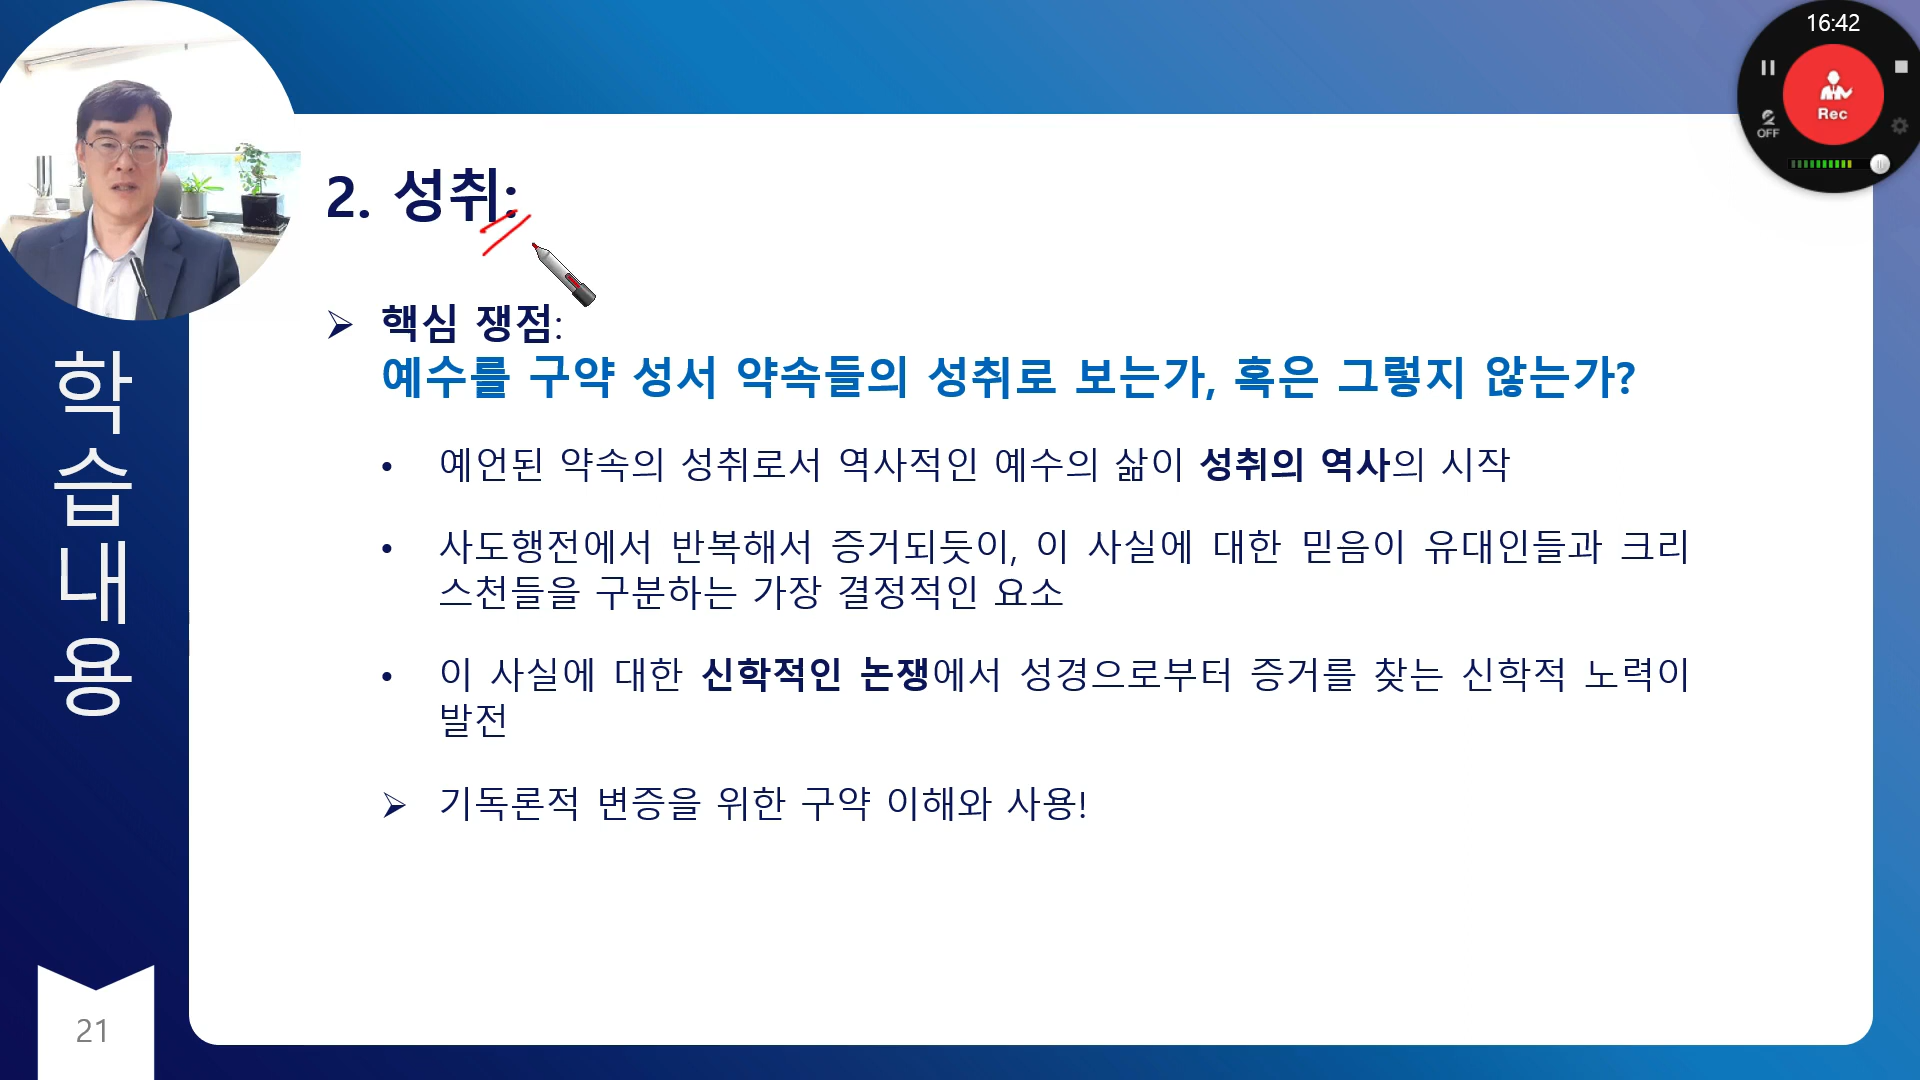 16:42
Rec
OFF
2. 성취:
➢ 핵심 쟁점:
예수를 구약 성서 약속들의 성취로 보는가, 혹은 그렇지 않는가?
• 예언된 약속의 성취로서 역사적인 예수의 삶이 성취의 역사의 시작
• 사도행전에서 반복해서 증거되듯이, 이 사실에 대한 믿음이 유대인들과 크리
스천들을 구분하는 가장 결정적인 요소
• 이 사실에 대한 신학적인 논쟁에서 성경으로부터 증거를 찾는 신학적 노력이
발전
➢ 기독론적 변증을 위한 구약 이해와 사용!
학
습
내
용
21